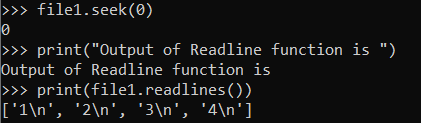 >>> file1.seek(0)
0
>>> print("Output of Readline function is ")
Output of Readline function is
>>> print(file1.readlines())
['1\n', '2\n', '3\n', '4\n']